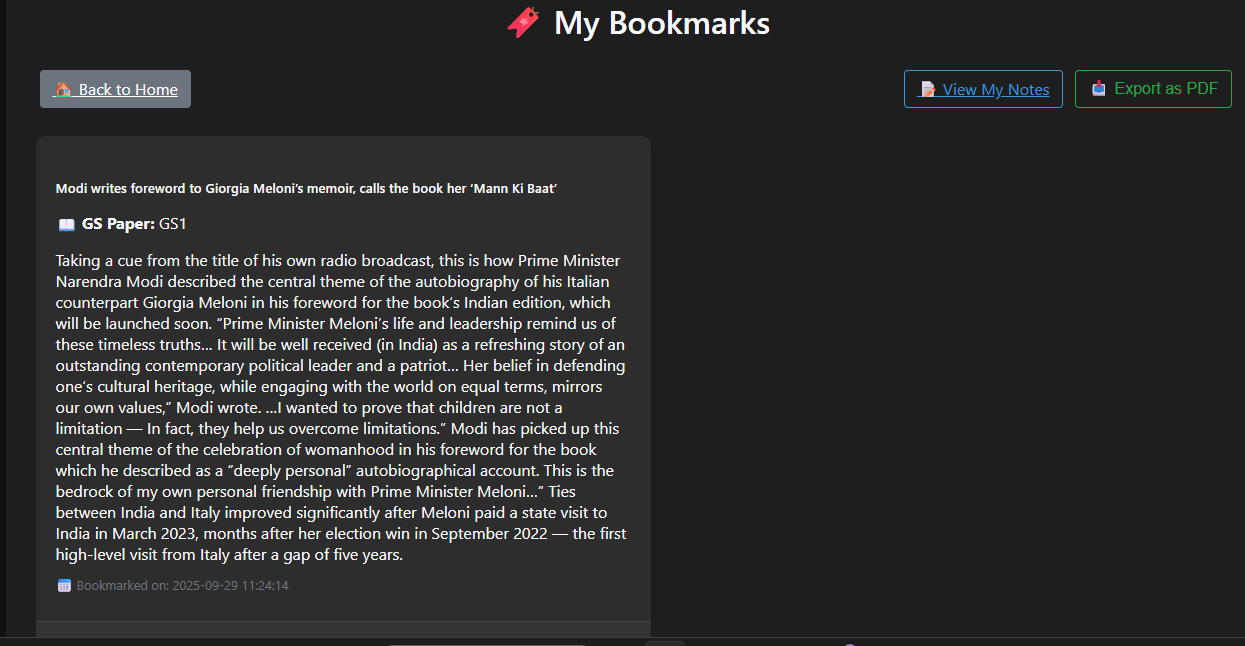 My Bookmarks
Back to Home
View My Notes
Export as PDF
Modi writes foreword to Giorgia Meloni’s memoir, calls the book her ‘Mann Ki Baat’
GS Paper: GS1
Taking a cue from the title of his own radio broadcast, this is how Prime Minister
Narendra Modi described the central theme of the autobiography of his Italian
counterpart Giorgia Meloni in his foreword for the book’s Indian edition, which
will be launched soon. “Prime Minister Meloni’s life and leadership remind us of
these timeless truths... It will be well received (in India) as a refreshing story of an
outstanding contemporary political leader and a patriot... Her belief in defending
one’s cultural heritage, while engaging with the world on equal terms, mirrors
our own values,” Modi wrote. ...I wanted to prove that children are not a
limitation — In fact, they help us overcome limitations.” Modi has picked up this
central theme of the celebration of womanhood in his foreword for the book
which he described as a “deeply personal” autobiographical account. This is the
bedrock of my own personal friendship with Prime Minister Meloni...” Ties
between India and Italy improved significantly after Meloni paid a state visit to
India in March 2023, months after her election win in September 2022 — the first
high-level visit from Italy after a gap of five years.
Bookmarked on: 2025-09-29 11:24:14